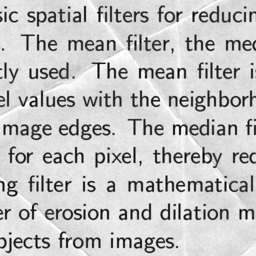 sic spatial filters for reducin
. The mean filter, the med
tly used. The mean filter i
el values with the neighborh
image edges. The median fi
for each pixel, thereby red
ng filter is a mathematical
er of erosion and dilation m
bjects from images.